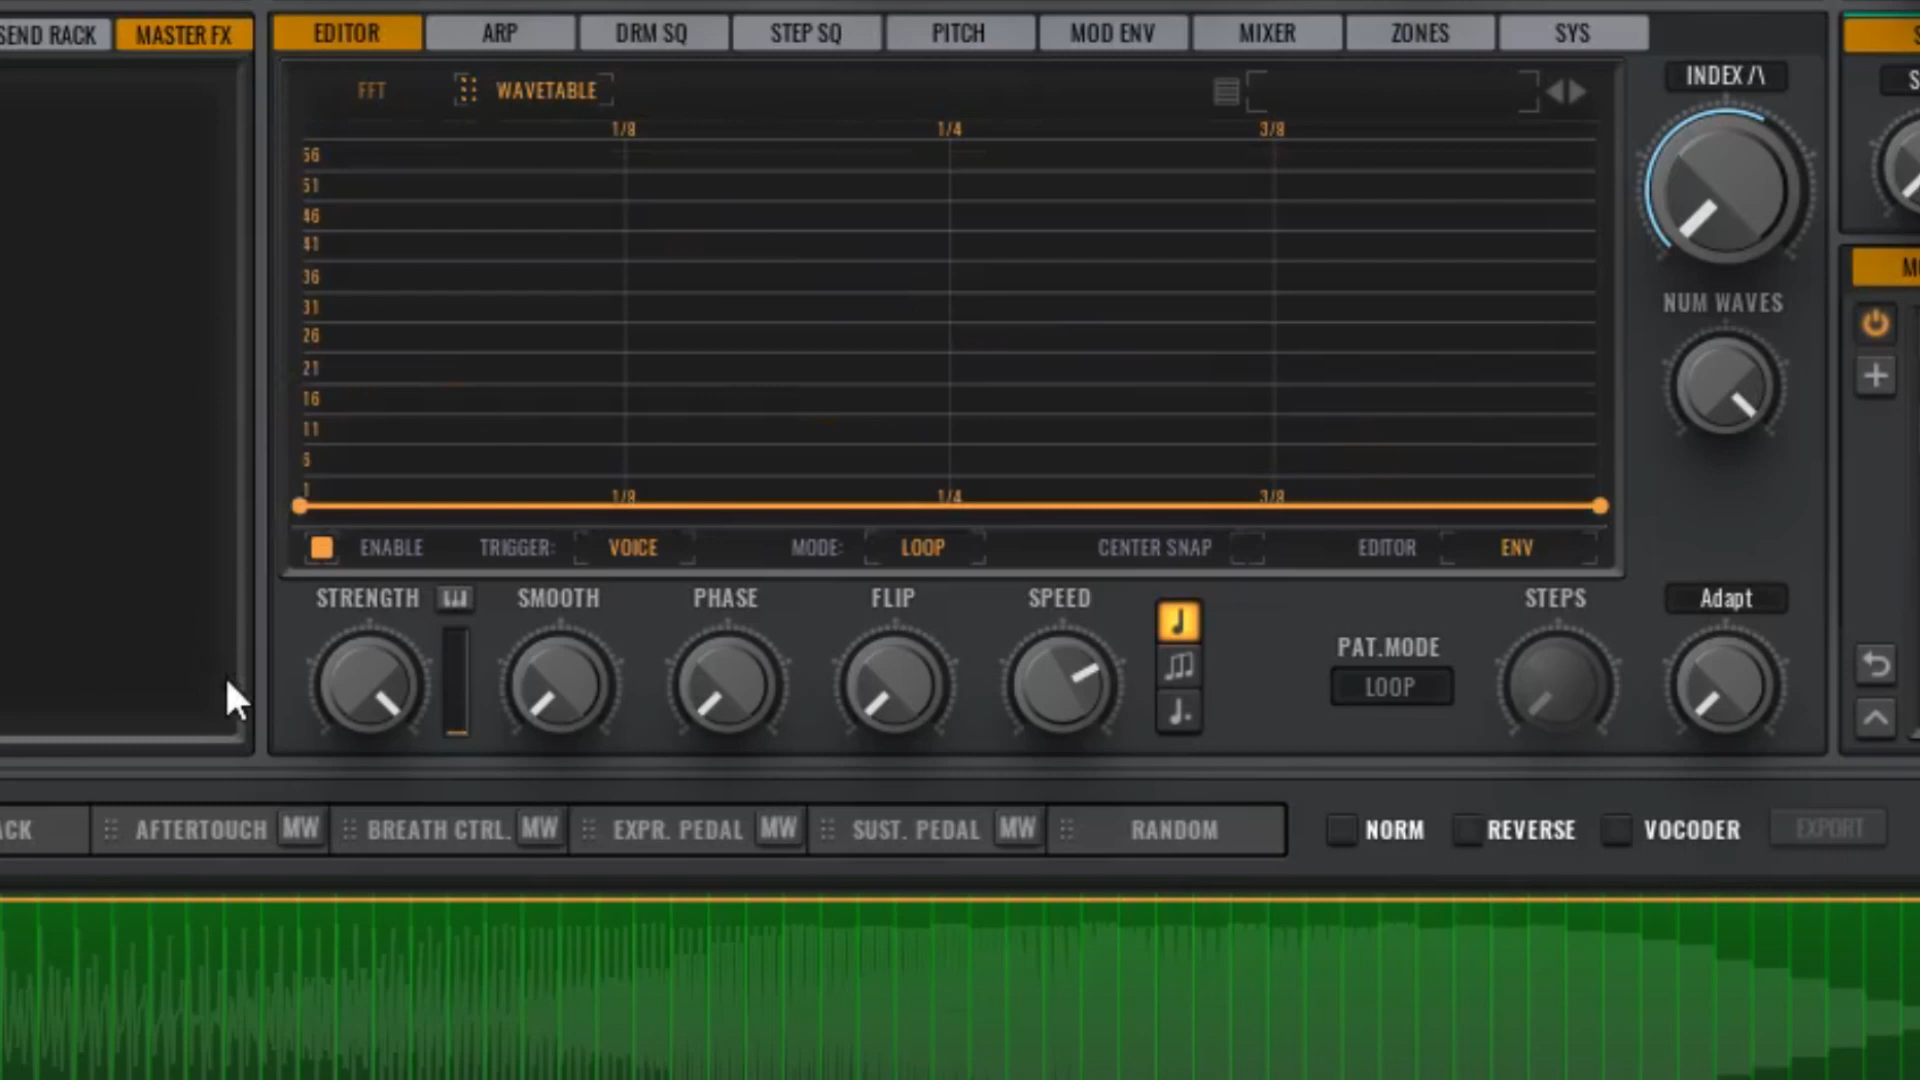 SEND RACK MASTER FX EDITOR ARP DRM SQ STEP SQ PITCH MOD ENV MIXER ZONES SYS
FFT WAVETABLE
INDEX /\
1/8 1/4 3/8
56
51
46
41
36
31
26
21
16
11
6
1
1/8 1/4 3/8
NUM WAVES
ENABLE TRIGGER: VOICE MODE: LOOP CENTER SNAP EDITOR ENV
STRENGTH SMOOTH PHASE FLIP SPEED STEPS Adapt
PAT.MODE
LOOP
ACK AFTERTOUCH MW BREATH CTRL. MW EXPR. PEDAL MW SUST. PEDAL MW RANDOM NORM REVERSE VOCODER EXPORT